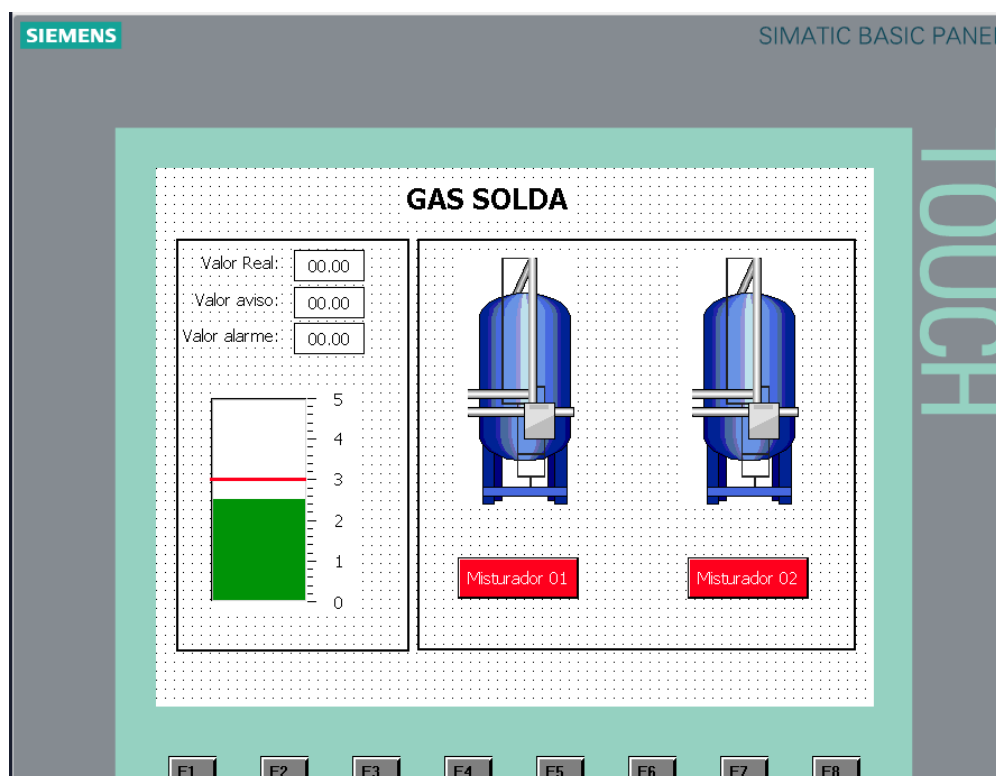 SIEMENS
SIMATIC BASIC PANEL
TOUCH
GAS SOLDA
Valor Real: 00.00
Valor aviso: 00.00
Valor alarme: 00.00
5
4
3
2
1
0
Misturador 01
Misturador 02
F1 F2 F3 F4 F5 F6 F7 F8